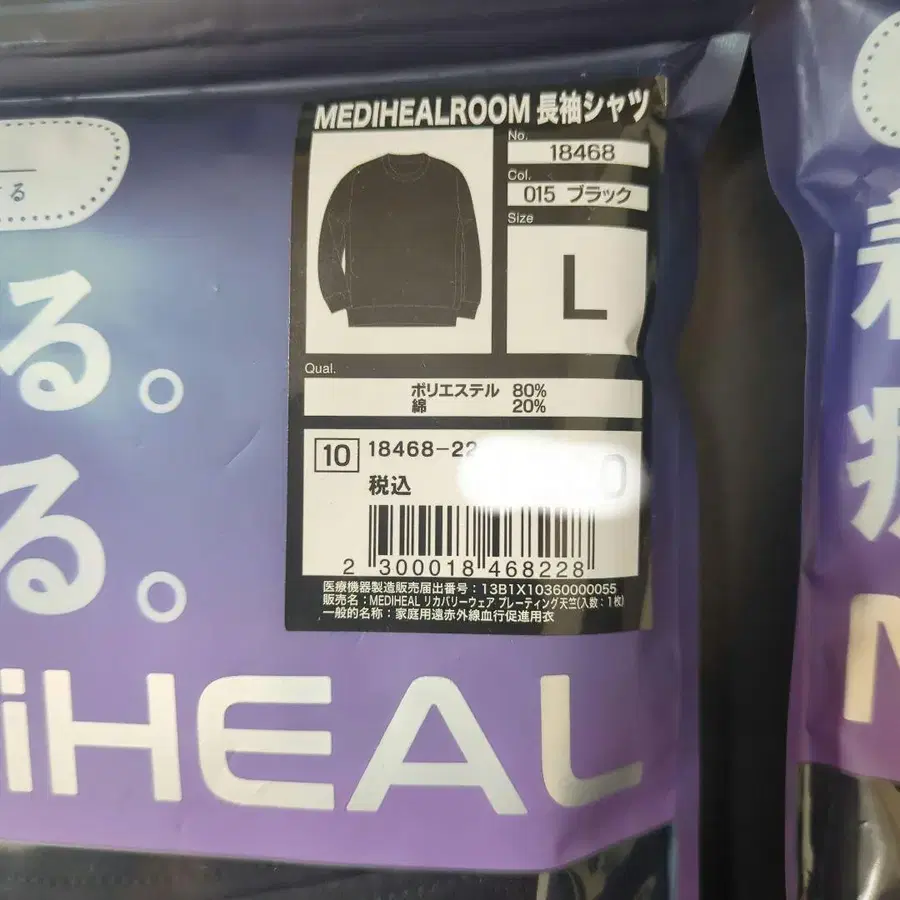 MEDIHEALROOM 長袖シャツ
No.
18468
Col.
015 ブラック
Size
L
Qual.
ポリエステル 80%
綿 20%
10 18468-22
税込 0
2 300018 468228
医療機器製造販売届出番号：13B1X10360000055
販売名：MEDIHEAL リカバリーウェア プレーティング天竺(入数：1枚)
一般的名称：家庭用遠赤外線血行促進用衣
する
る。
る。
iHEAL
着